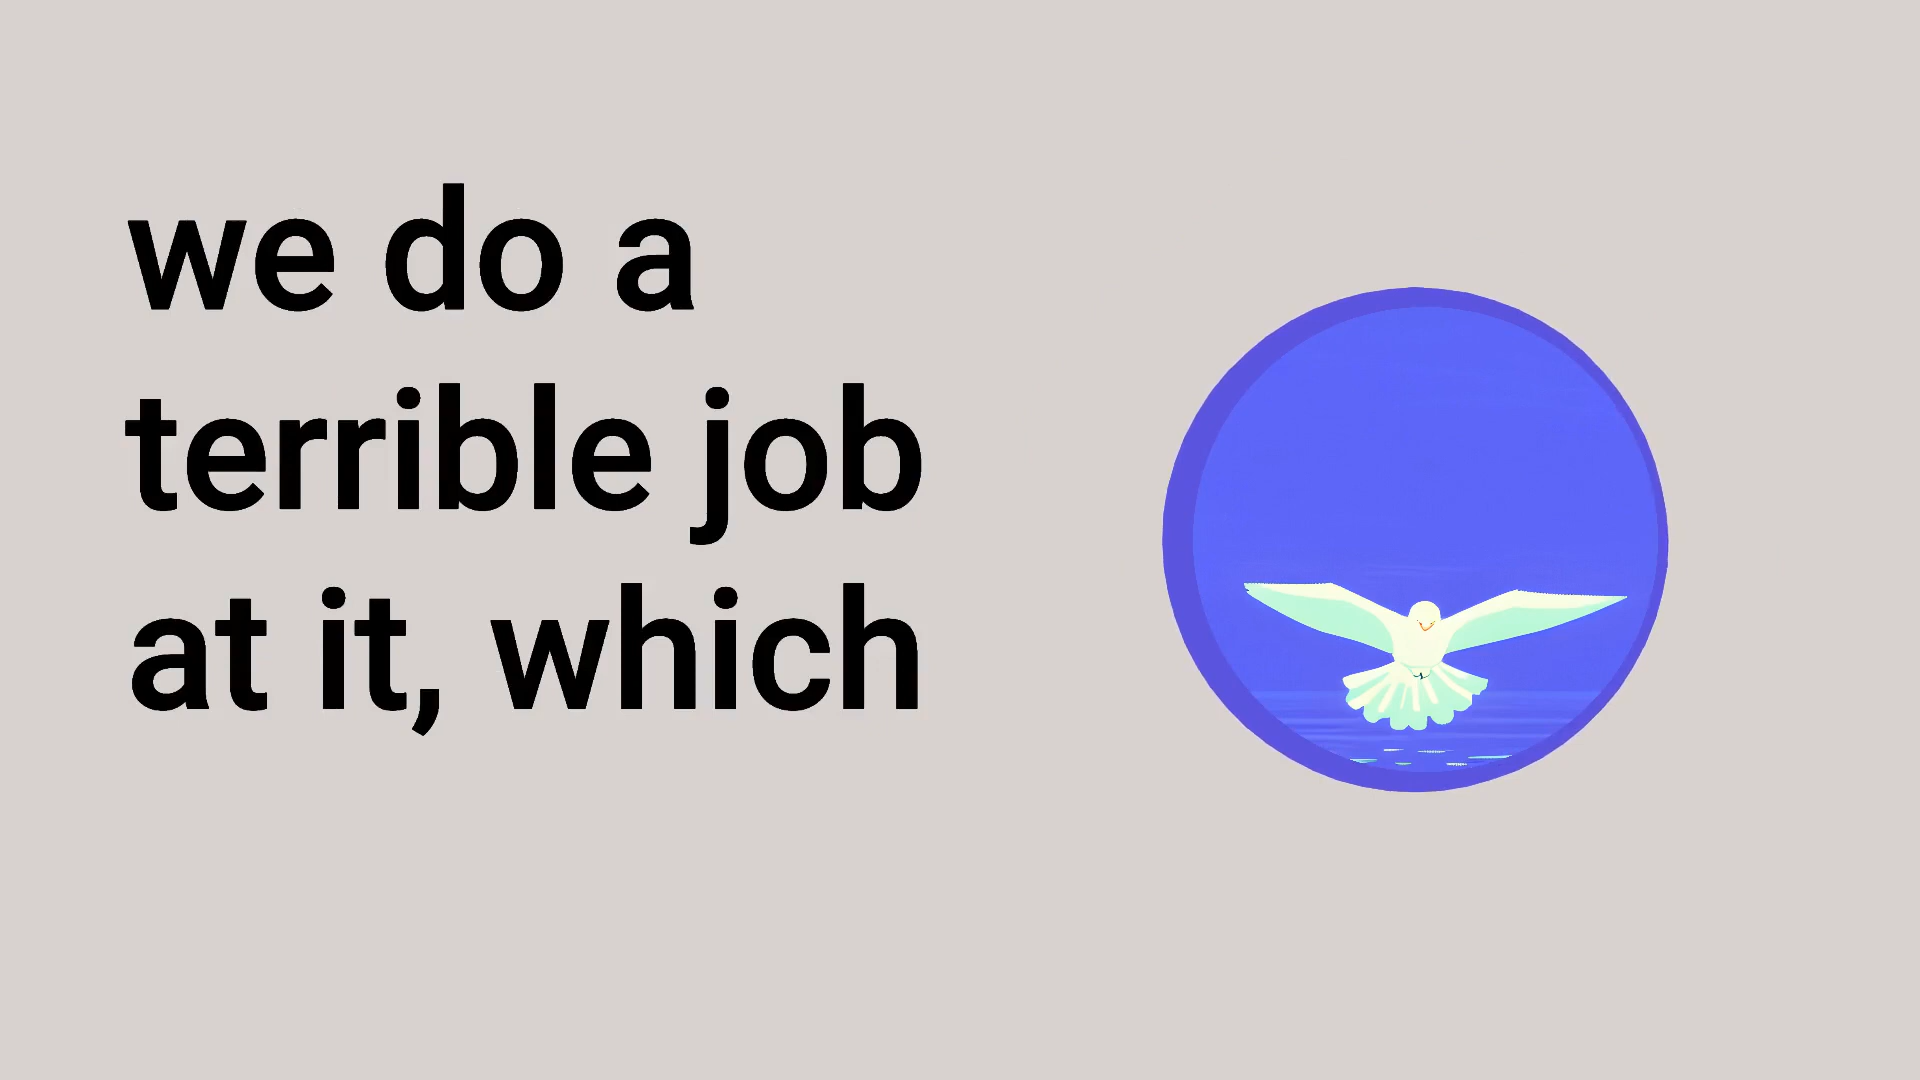 we do a
terrible job
at it, which